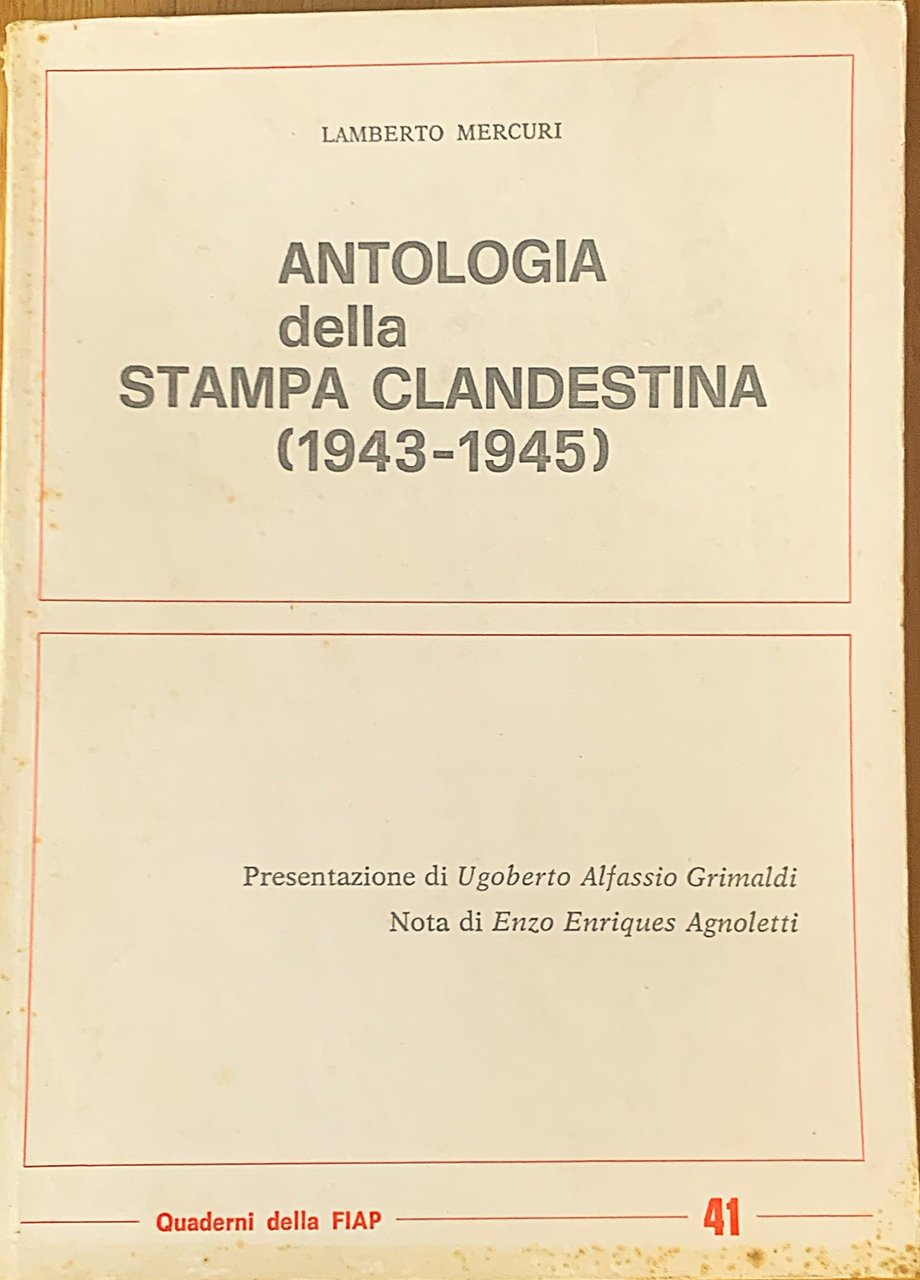 LAMBERTO MERCURI
ANTOLOGIA
della
STAMPA CLANDESTINA
(1943-1945)
Presentazione di Ugoberto Alfassio Grimaldi
Nota di Enzo Enriques Agnoletti
Quaderni della FIAP 41